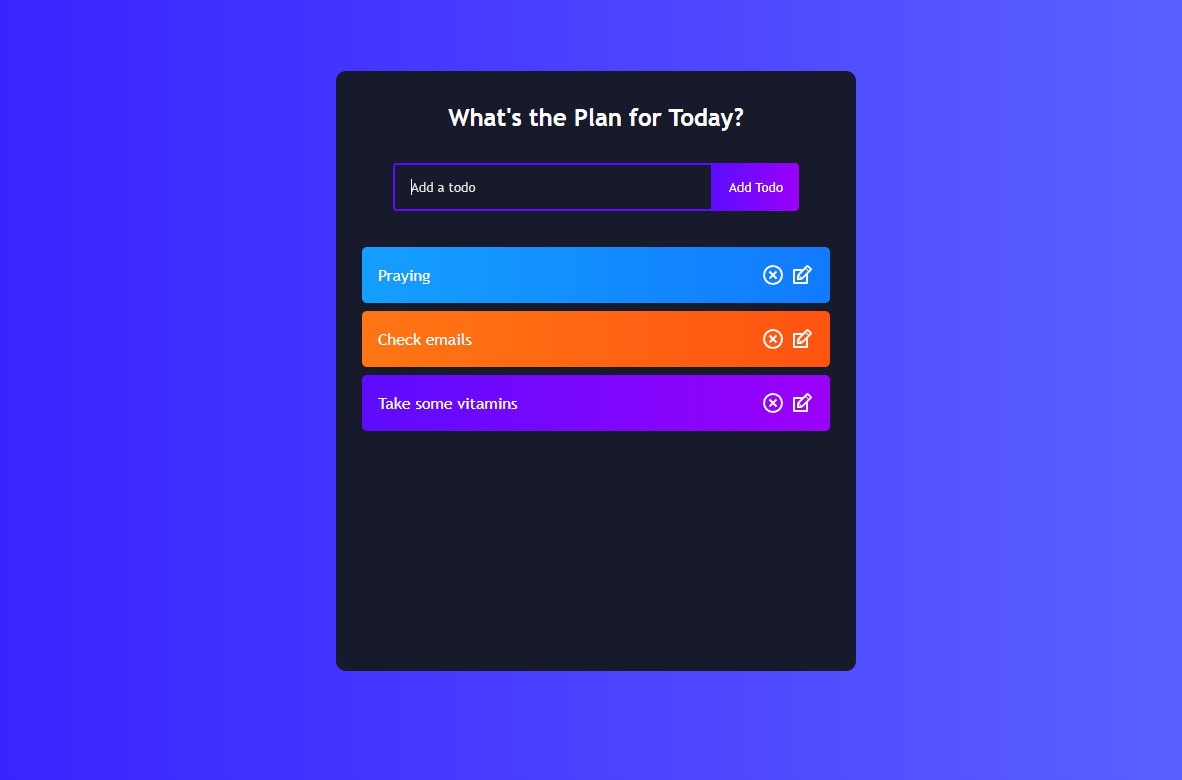 What's the Plan for Today?
Add a todo
Add Todo
Praying
Check emails
Take some vitamins